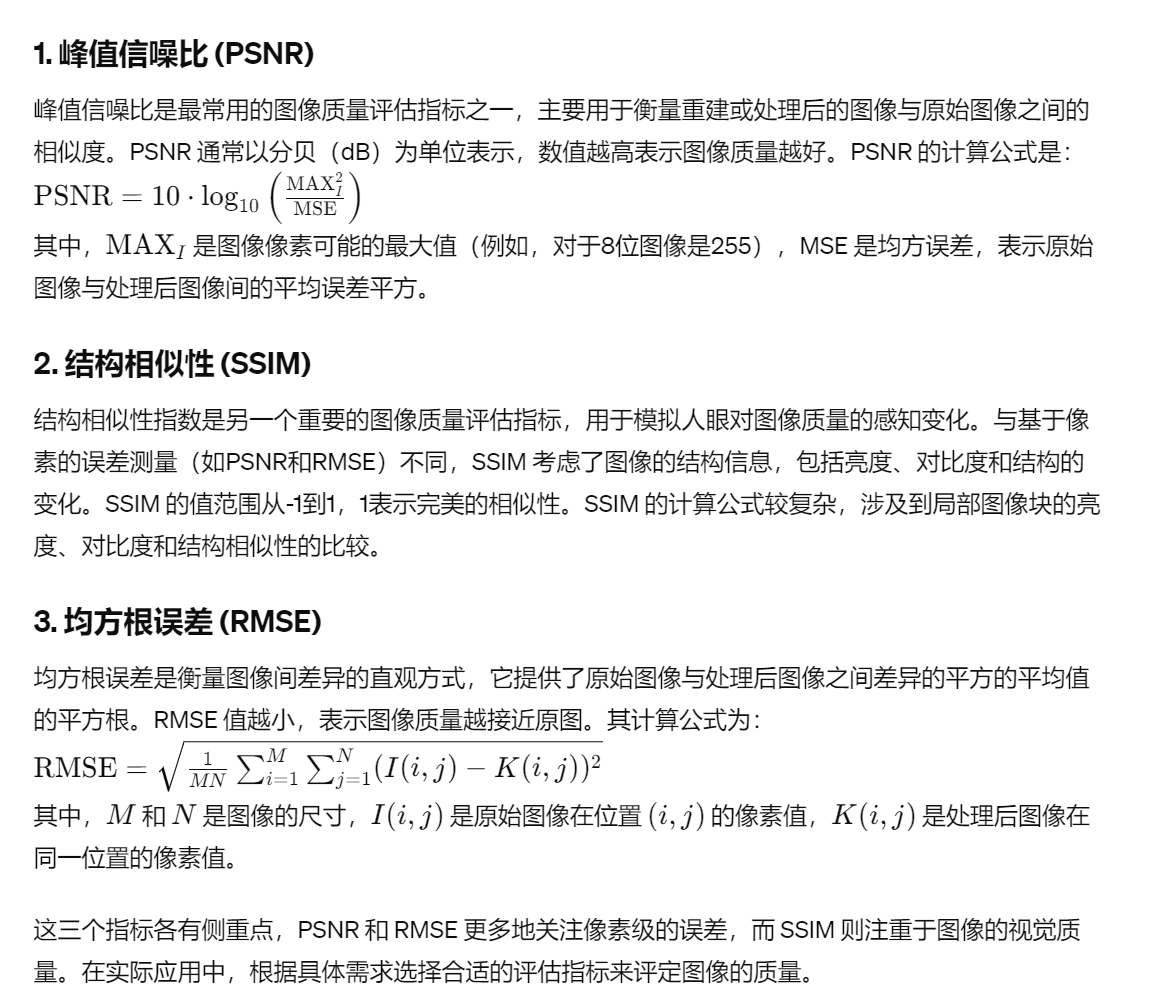 1. 峰值信噪比 (PSNR)
峰值信噪比是最常用的图像质量评估指标之一，主要用于衡量重建或处理后的图像与原始图像之间的
相似度。PSNR 通常以分贝（dB）为单位表示，数值越高表示图像质量越好。PSNR 的计算公式是：
PSNR = 10 · log₁₀ (MAX_I² / MSE)
其中，MAX_I 是图像像素可能的最大值（例如，对于8位图像是255），MSE 是均方误差，表示原始
图像与处理后图像间的平均误差平方。
2. 结构相似性 (SSIM)
结构相似性指数是另一个重要的图像质量评估指标，用于模拟人眼对图像质量的感知变化。与基于像
素的误差测量（如PSNR和RMSE）不同，SSIM 考虑了图像的结构信息，包括亮度、对比度和结构的
变化。SSIM 的值范围从-1到1，1表示完美的相似性。SSIM 的计算公式较复杂，涉及到局部图像块的亮
度、对比度和结构相似性的比较。
3. 均方根误差 (RMSE)
均方根误差是衡量图像间差异的直观方式，它提供了原始图像与处理后图像之间差异的平方的平均值
的平方根。RMSE 值越小，表示图像质量越接近原图。其计算公式为：
RMSE = √(1/MN ∑_{i=1}^{M} ∑_{j=1}^{N} (I(i, j) − K(i, j))²)
其中，M 和 N 是图像的尺寸，I(i, j) 是原始图像在位置 (i, j) 的像素值，K(i, j) 是处理后图像在
同一位置的像素值。
这三个指标各有侧重点，PSNR 和 RMSE 更多地关注像素级的误差，而 SSIM 则注重于图像的视觉质
量。在实际应用中，根据具体需求选择合适的评估指标来评定图像的质量。